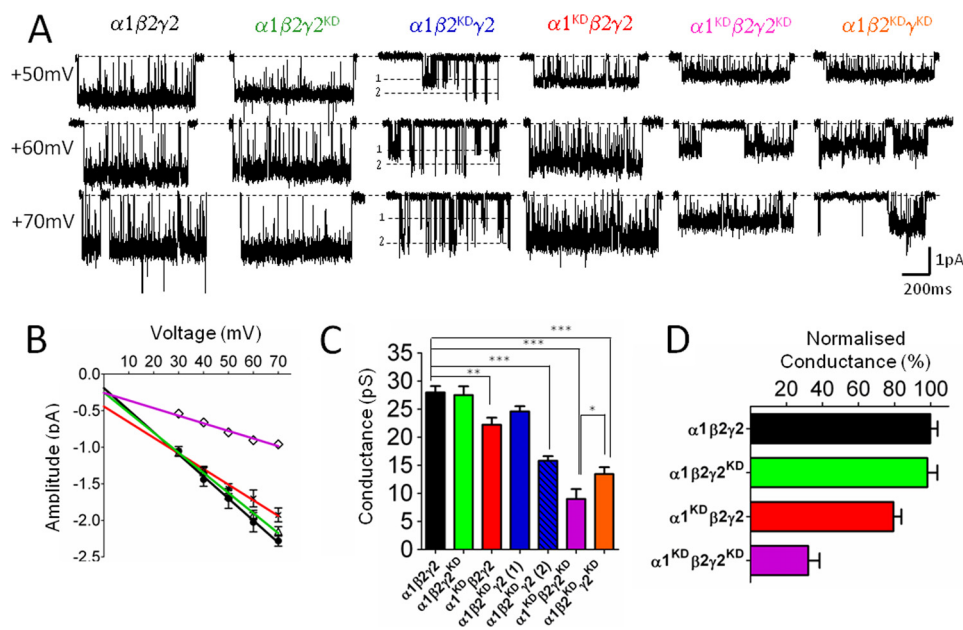 A
α1β2γ2 α1β2γ2ᴷᴰ α1β2ᴷᴰγ2 α1ᴷᴰβ2γ2 α1ᴷᴰβ2γ2ᴷᴰ α1β2ᴷᴰγᴷᴰ
+50mV
1
2
+60mV
1
2
+70mV
1
2
1pA
200ms
B
Voltage (mV)
0 10 20 30 40 50 60 70
0.0
-0.5
-1.0
-1.5
-2.0
-2.5
Amplitude (pA)
C
***
***
***
**
*
35
30
25
20
15
10
5
0
Conductance (pS)
α1β2γ2
α1β2γ2ᴷᴰ
α1ᴷᴰβ2γ2
α1β2ᴷᴰγ2 (1)
α1β2ᴷᴰγ2 (2)
α1ᴷᴰβ2γ2ᴷᴰ
α1β2ᴷᴰγ2ᴷᴰ
D
Normalised
Conductance (%)
20 60 100
α1β2γ2
α1β2γ2ᴷᴰ
α1ᴷᴰβ2γ2
α1ᴷᴰβ2γ2ᴷᴰ